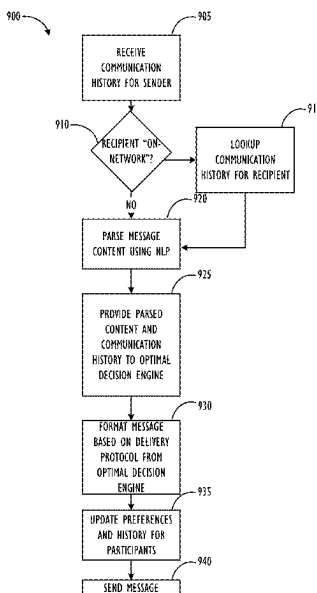 900
905
RECEIVE
COMMUNICATION
HISTORY FOR SENDER
910
RECIPIENT "ON-
NETWORK"?
91
LOOKUP
COMMUNICATION
HISTORY FOR RECIPIENT
NO
920
PARSE MESSAGE
CONTENT USING NLP
925
PROVIDE PARSED
CONTENT AND
COMMUNICATION
HISTORY TO OPTIMAL
DECISION ENGINE
930
FORMAT MESSAGE
BASED ON DELIVERY
PROTOCOL FROM
OPTIMAL DECISION
ENGINE
935
UPDATE PREFERENCES
AND HISTORY FOR
PARTICIPANTS
940
SEND MESSAGE